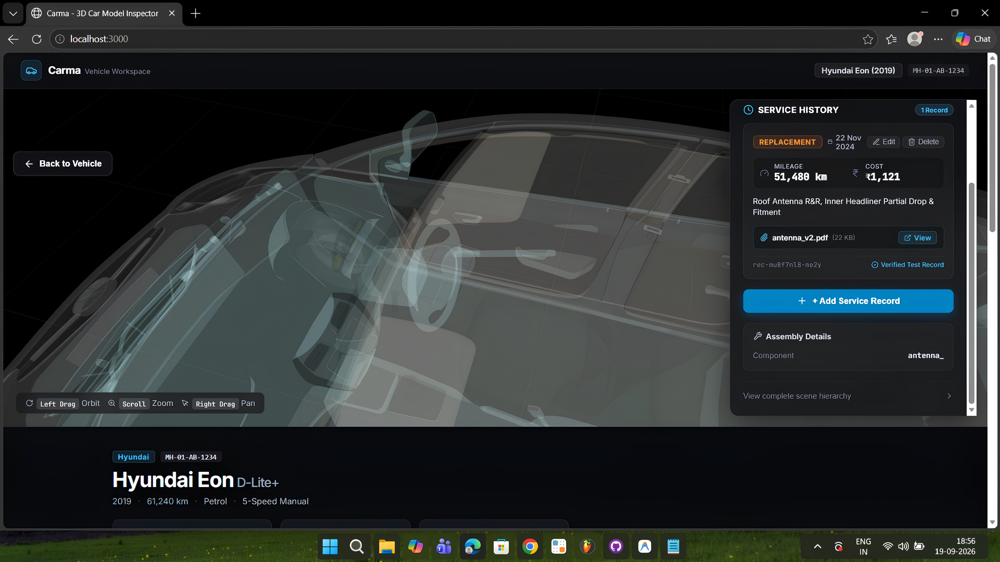 Carma - 3D Car Model Inspector
localhost:3000
Chat
Carma Vehicle Workspace
Hyundai Eon (2019)
MH-01-AB-1234
Back to Vehicle
SERVICE HISTORY
1 Record
REPLACEMENT
22 Nov
2024
Edit
Delete
MILEAGE
51,480 km
COST
₹1,121
Roof Antenna R&R, Inner Headliner Partial Drop &
Fitment
antenna_v2.pdf (22 KB)
View
rec-mu8f7nl8-me2y
Verified Test Record
+ + Add Service Record
Assembly Details
Component
antenna_
View complete scene hierarchy
Left Drag Orbit
Scroll Zoom
Right Drag Pan
Hyundai
MH-01-AB-1234
Hyundai Eon D-Lite+
2019 · 61,240 km · Petrol · 5-Speed Manual
ENG
IN
18:56
19-09-2026